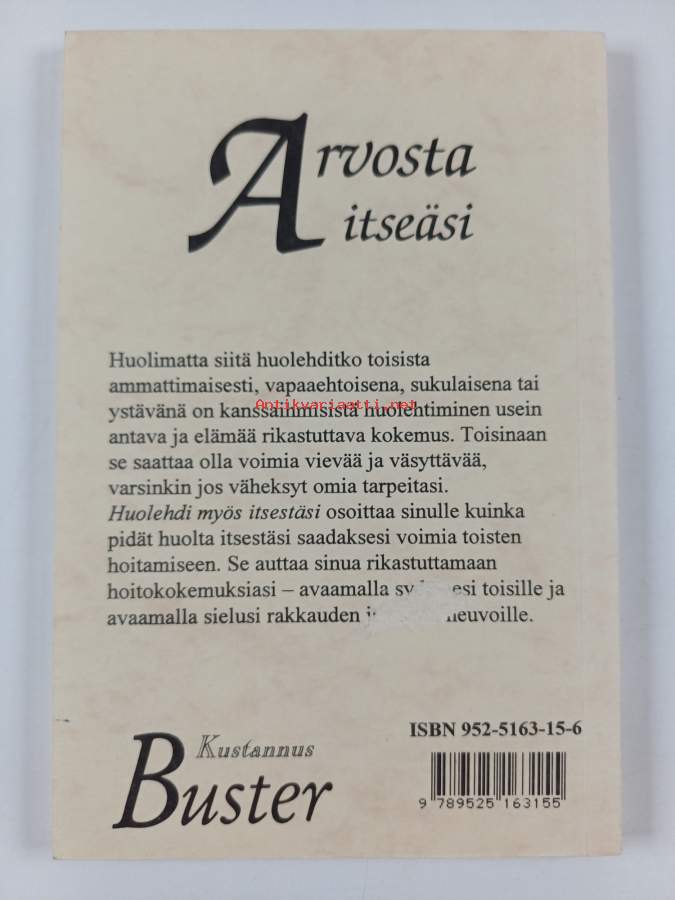 Arvosta
itseäsi
Huolimatta siitä huolehditko toisista
ammattimaisesti, vapaaehtoisena, sukulaisena tai
ystävänä on kanssaihmisistä huolehtiminen usein
Antikvariaatti.net
antava ja elämää rikastuttava kokemus. Toisinaan
se saattaa olla voimia vievää ja väsyttävää,
varsinkin jos väheksyt omia tarpeitasi.
Huolehdi myös itsestäsi osoittaa sinulle kuinka
pidät huolta itsestäsi saadaksesi voimia toisten
hoitamiseen. Se auttaa sinua rikastuttamaan
hoitokokemuksiasi – avaamalla toisille ja
avaamalla sielusi rakkauden
ISBN 952-5163-15-6
Kustannus
Buster
9 789525 163155